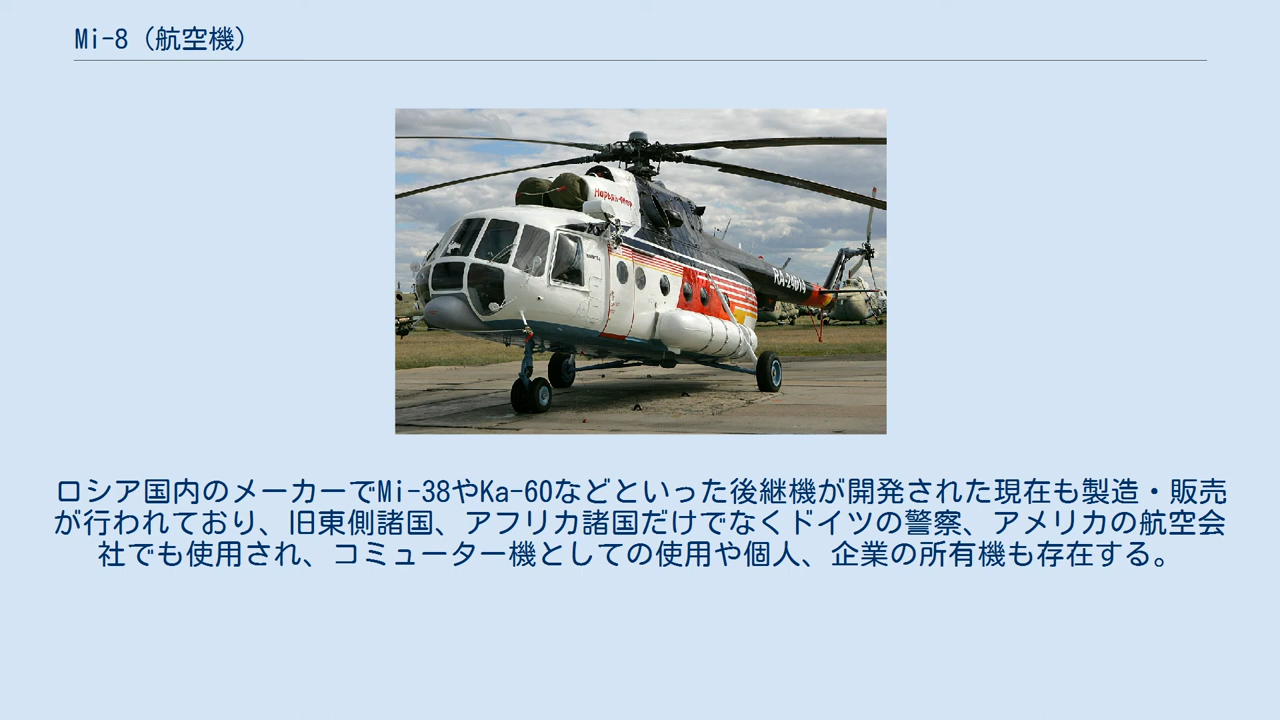 Mi-8（航空機）
Нарьян-Мар
ロシア国内のメーカーでMi-38やKa-60などといった後継機が開発された現在も製造・販売
が行われており、旧東側諸国、アフリカ諸国だけでなくドイツの警察、アメリカの航空会
社でも使用され、コミューター機としての使用や個人、企業の所有機も存在する。